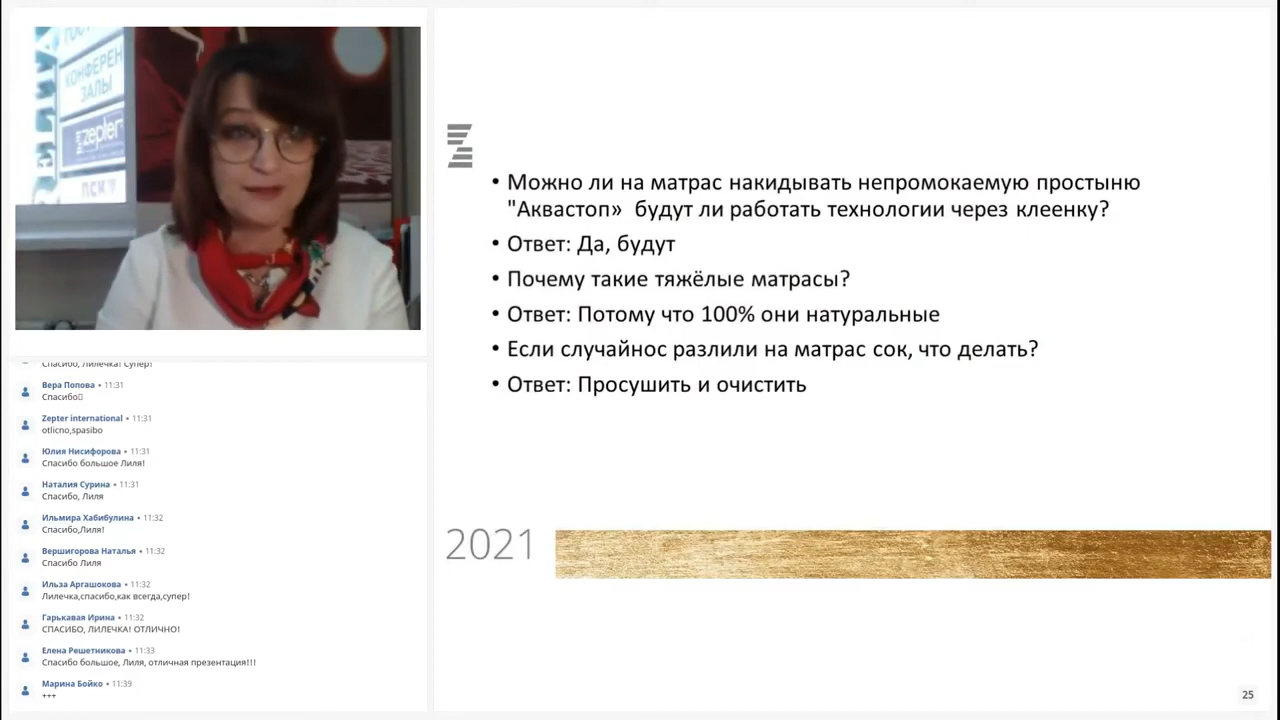 КОНФЕРЕН
ЗАЛЫ
zepter
Можно ли на матрас накидывать непромокаемую простыню
"Аквастоп» будут ли работать технологии через клеенку?
Ответ: Да, будут
Почему такие тяжёлые матрасы?
Ответ: Потому что 100% они натуральные
Если случайнос разлили на матрас сок, что делать?
Ответ: Просушить и очистить
2021
25
Спасибо, Лилечка! Супер!
Вера Попова • 11:31
Спасибо
Zepter international • 11:31
otlicno,spasibo
Юлия Нисифорова • 11:31
Спасибо большое Лиля!
Наталия Сурина • 11:31
Спасибо, Лиля
Ильмира Хабибулина • 11:32
Спасибо,Лиля!
Вершигорова Наталья • 11:32
Спасибо Лиля
Ильза Аргашокова • 11:32
Лилечка,спасибо,как всегда,супер!
Гарькавая Ирина • 11:32
СПАСИБО, ЛИЛЕЧКА! ОТЛИЧНО!
Елена Решетникова • 11:33
Спасибо большое, Лиля, отличная презентация!!!
Марина Бойко • 11:39
+++